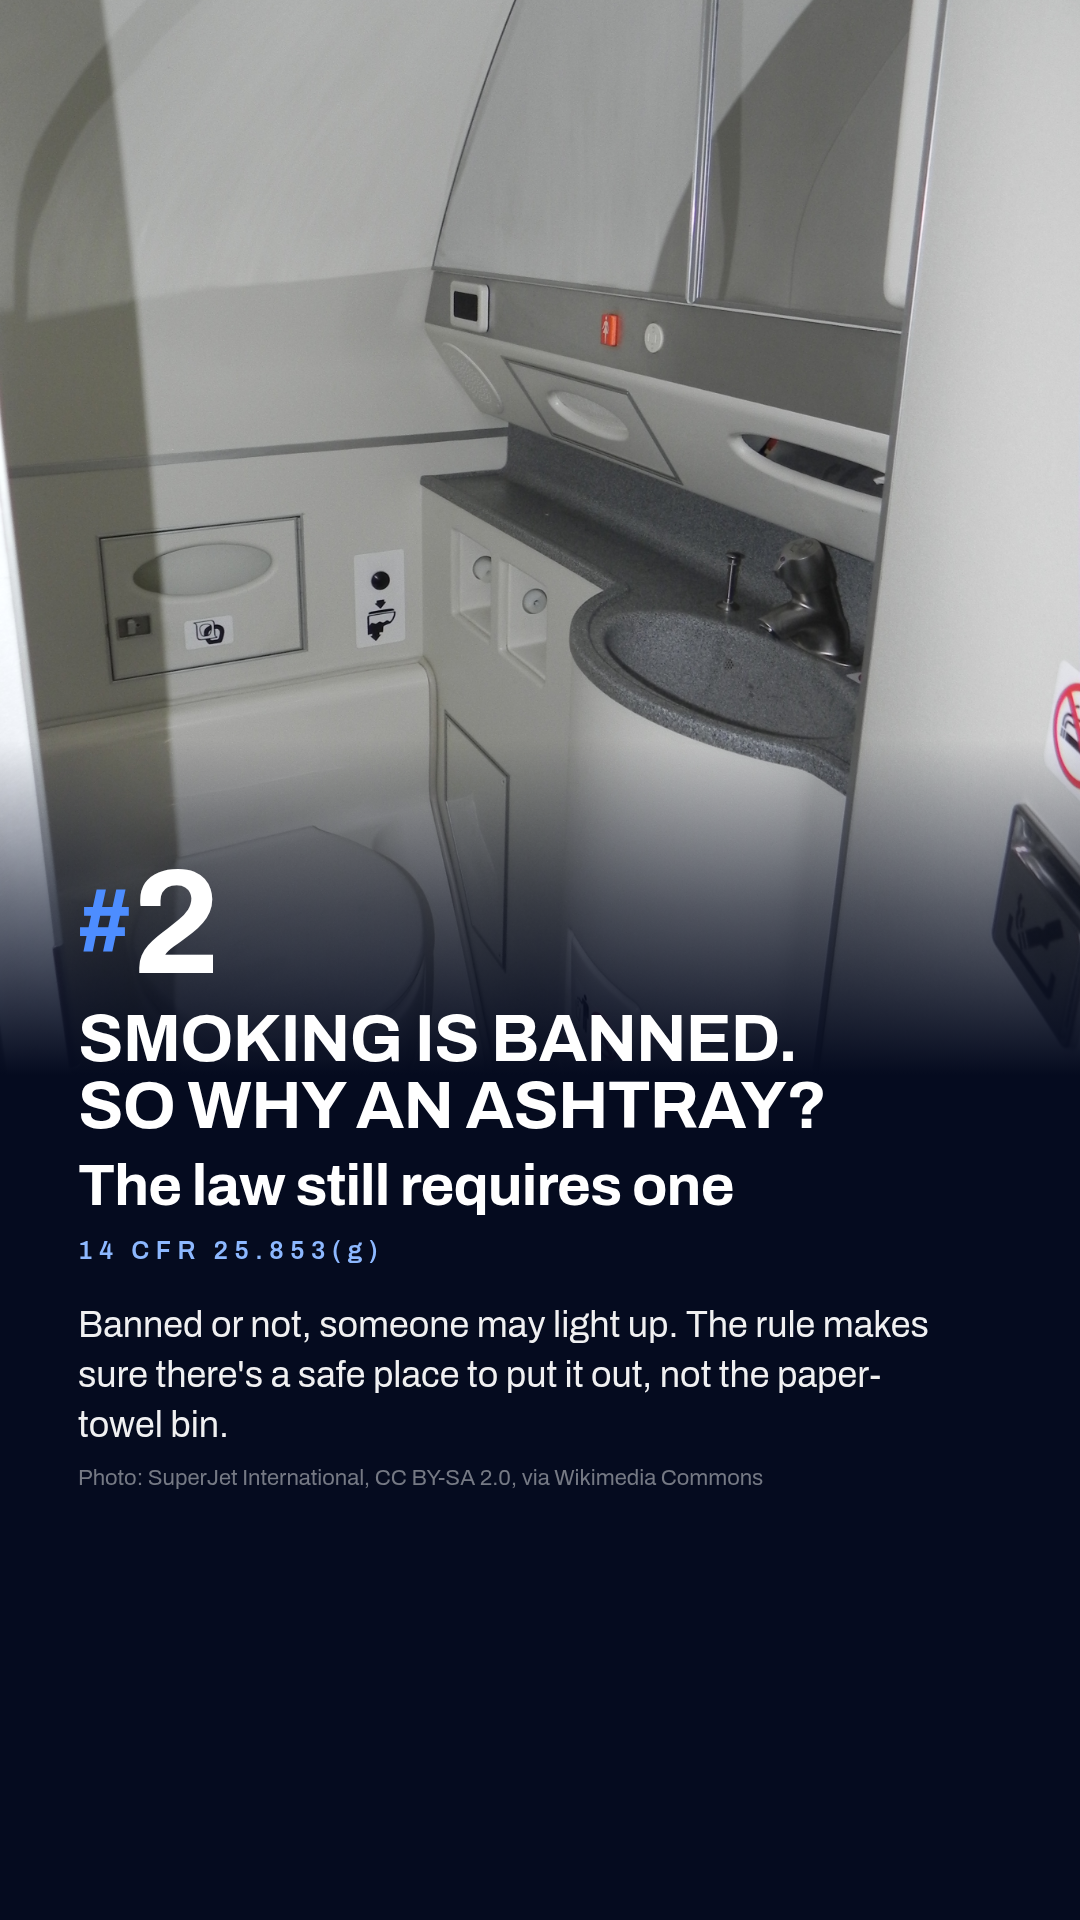 #2
SMOKING IS BANNED.
SO WHY AN ASHTRAY?
The law still requires one
14 CFR 25.853(g)
Banned or not, someone may light up. The rule makes
sure there's a safe place to put it out, not the paper-
towel bin.
Photo: SuperJet International, CC BY-SA 2.0, via Wikimedia Commons